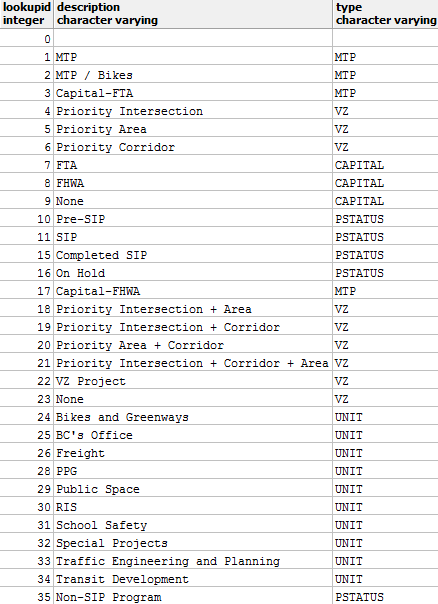 lookupid description type
integer character varying character varying
0
1 MTP MTP
2 MTP / Bikes MTP
3 Capital-FTA MTP
4 Priority Intersection VZ
5 Priority Area VZ
6 Priority Corridor VZ
7 FTA CAPITAL
8 FHWA CAPITAL
9 None CAPITAL
10 Pre-SIP PSTATUS
11 SIP PSTATUS
15 Completed SIP PSTATUS
16 On Hold PSTATUS
17 Capital-FHWA MTP
18 Priority Intersection + Area VZ
19 Priority Intersection + Corridor VZ
20 Priority Area + Corridor VZ
21 Priority Intersection + Corridor + Area VZ
22 VZ Project VZ
23 None VZ
24 Bikes and Greenways UNIT
25 BC's Office UNIT
26 Freight UNIT
28 PPG UNIT
29 Public Space UNIT
30 RIS UNIT
31 School Safety UNIT
32 Special Projects UNIT
33 Traffic Engineering and Planning UNIT
34 Transit Development UNIT
35 Non-SIP Program PSTATUS